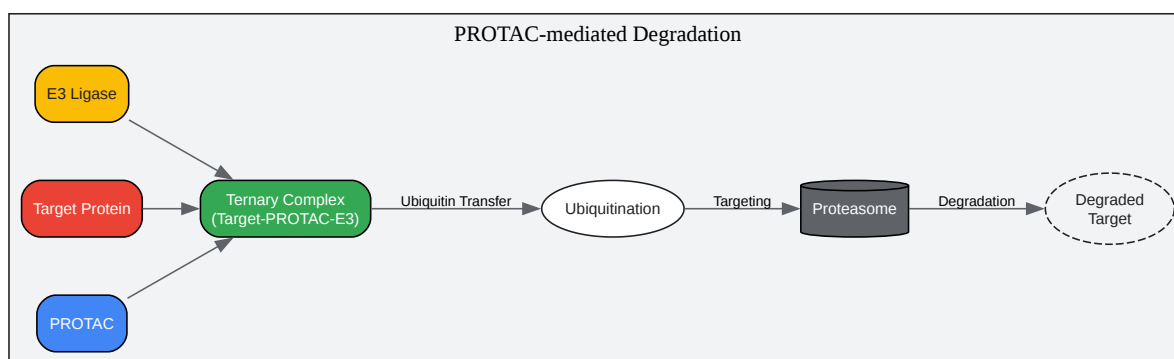 PROTAC-mediated Degradation
E3 Ligase
Target Protein
PROTAC
Ternary Complex
(Target-PROTAC-E3)
Ubiquitin Transfer
Ubiquitination
Targeting
Proteasome
Degradation
Degraded
Target